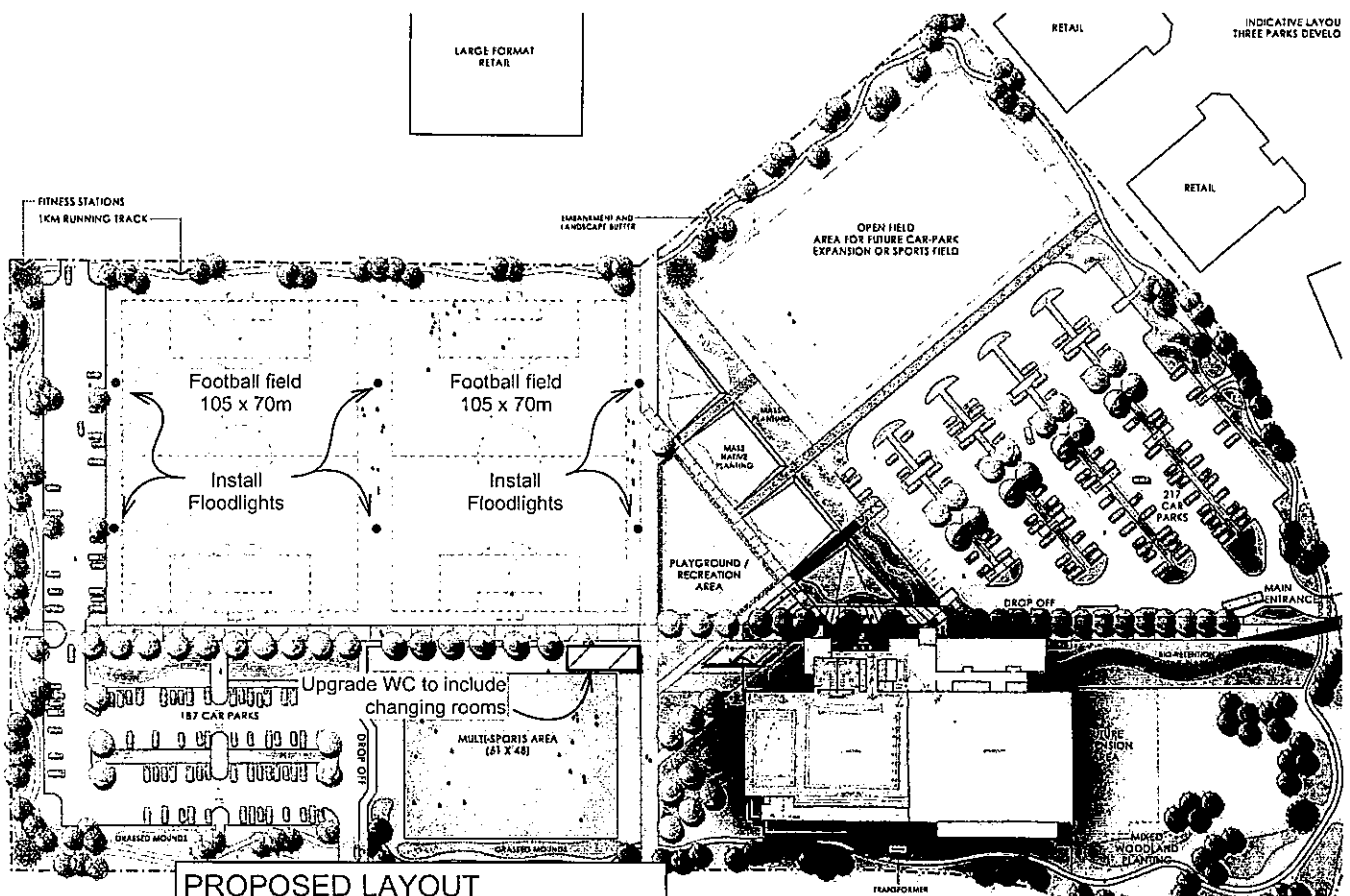 LARGE FORMAT
RETAIL
RETAIL
INDICATIVE LAYOU
THREE PARKS DEVELO
RETAIL
FITNESS STATIONS
1KM RUNNING TRACK
EMBANKMENT AND
LANDSCAPE BUFFER
OPEN FIELD
AREA FOR FUTURE CAR-PARK
EXPANSION OR SPORTS FIELD
Football field
105 x 70m
Football field
105 x 70m
MASS
PLANTING
MASS
NATIVE
PLANTING
Install
Floodlights
Install
Floodlights
217
CAR
PARKS
PLAYGROUND /
RECREATION
AREA
DROP OFF
MAIN
ENTRANCE
BIO-RETENTION
Upgrade WC to include
changing rooms
187 CAR PARKS
DROP OFF
MULTI-SPORTS AREA
(61 X 48)
MIXED
WOODLAND
PLANTING
GRASSED MOUNDS
GRASSED MOUNDS
PROPOSED LAYOUT
TRANSFORMER